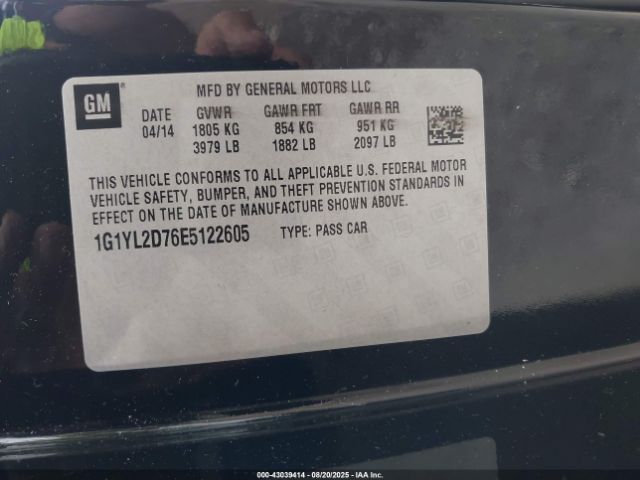 GM
MFD BY GENERAL MOTORS LLC
DATE GVWR GAWR FRT GAWR RR
04/14 1805 KG 854 KG 951 KG
3979 LB 1882 LB 2097 LB
THIS VEHICLE CONFORMS TO ALL APPLICABLE U.S. FEDERAL MOTOR
VEHICLE SAFETY, BUMPER, AND THEFT PREVENTION STANDARDS IN
EFFECT ON THE DATE OF MANUFACTURE SHOWN ABOVE.
1G1YL2D76E5122605 TYPE: PASS CAR
000-43039414 - 08/20/2025 - IAA Inc.